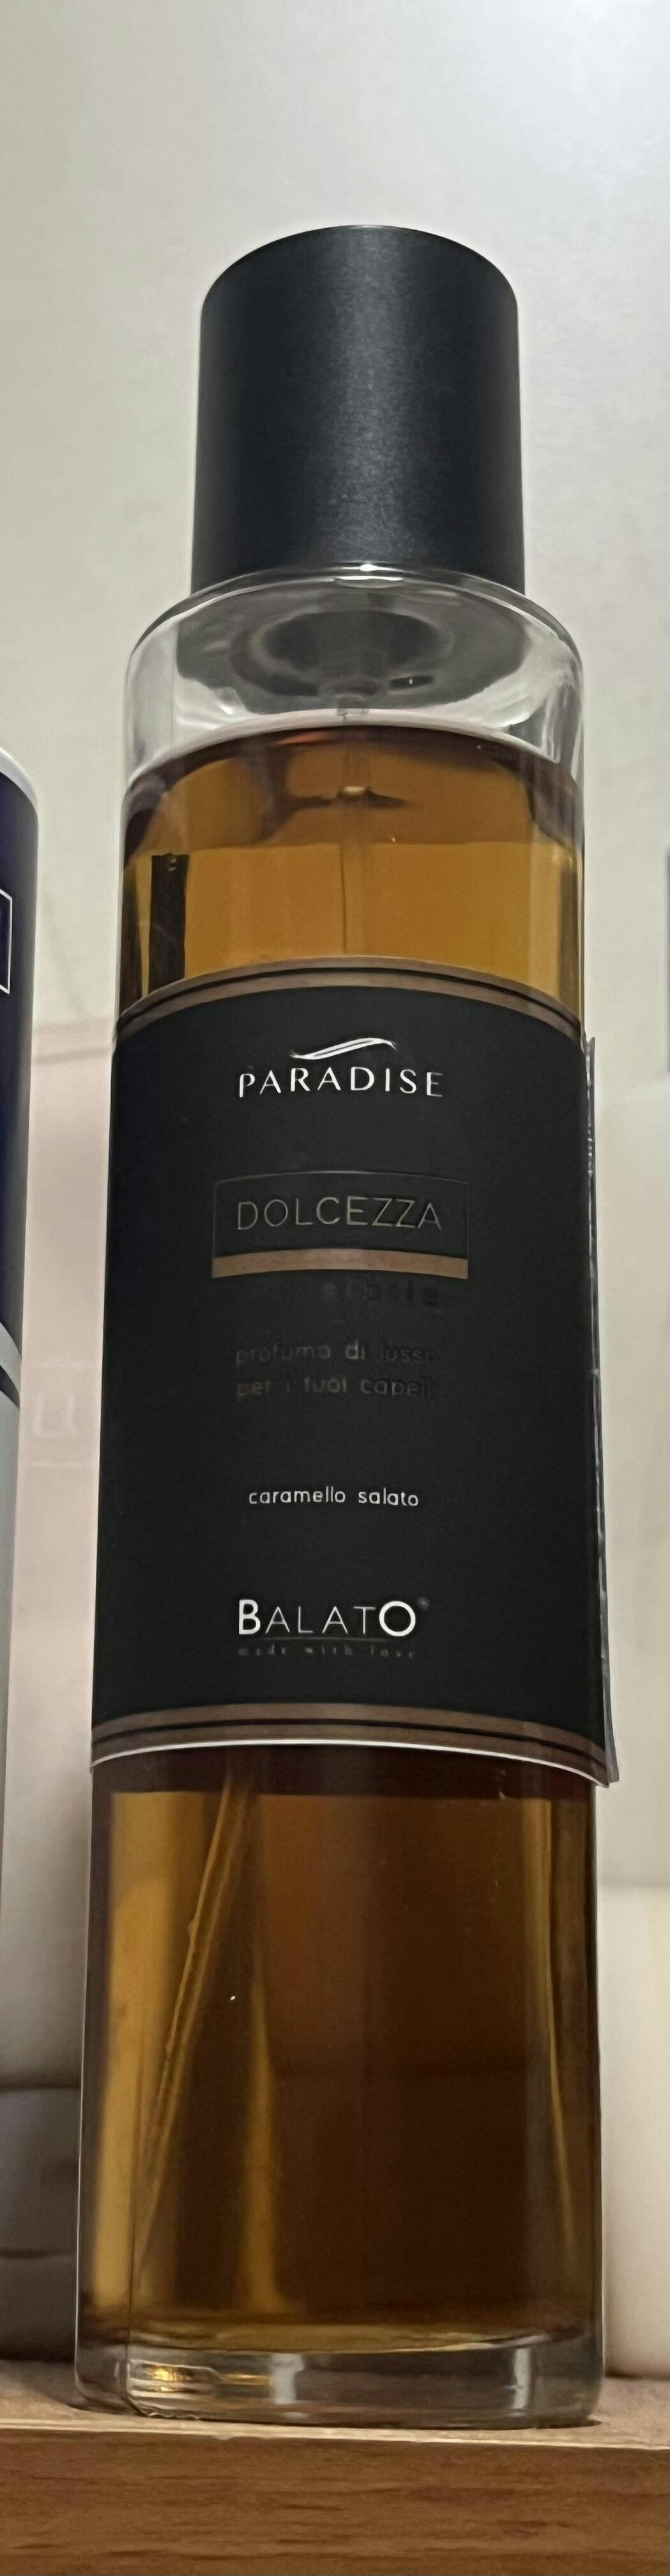 PARADISE
DOLCEZZA
profumo di lusso
per i tuoi capelli
caramello salato
BALATO®
made with love